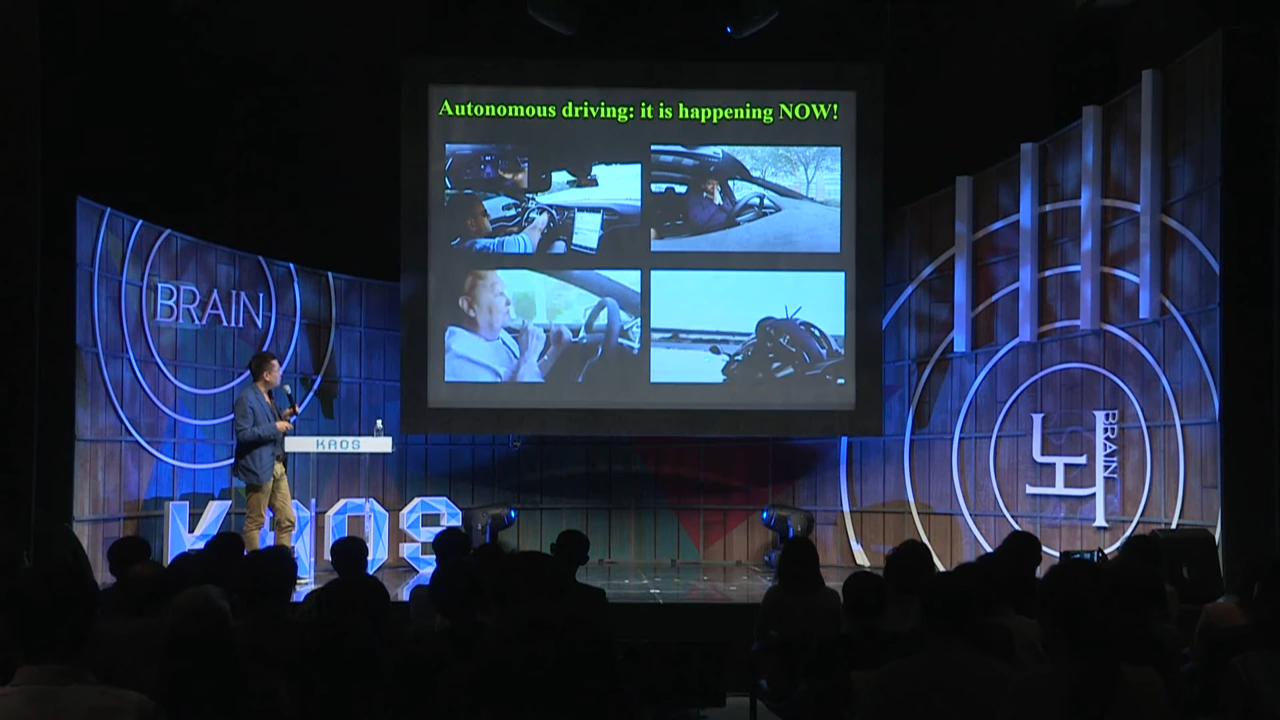 Autonomous driving: it is happening NOW!
BRAIN
KAOS
KAOS
뇌
BRAIN